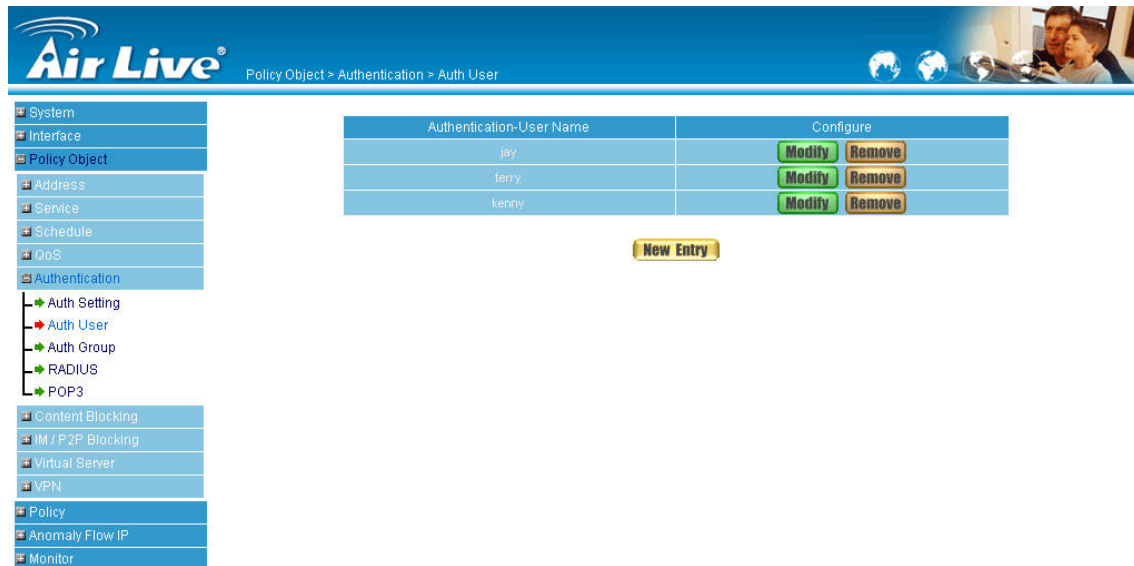 Air Live®
Policy Object > Authentication > Auth User
System
Interface
Policy Object
Address
Service
Schedule
QoS
Authentication
Auth Setting
Auth User
Auth Group
RADIUS
POP3
Content Blocking
IM / P2P Blocking
Virtual Server
VPN
Policy
Anomaly Flow IP
Monitor
Authentication-User Name Configure
jay Modify Remove
terry Modify Remove
kenny Modify Remove
New Entry